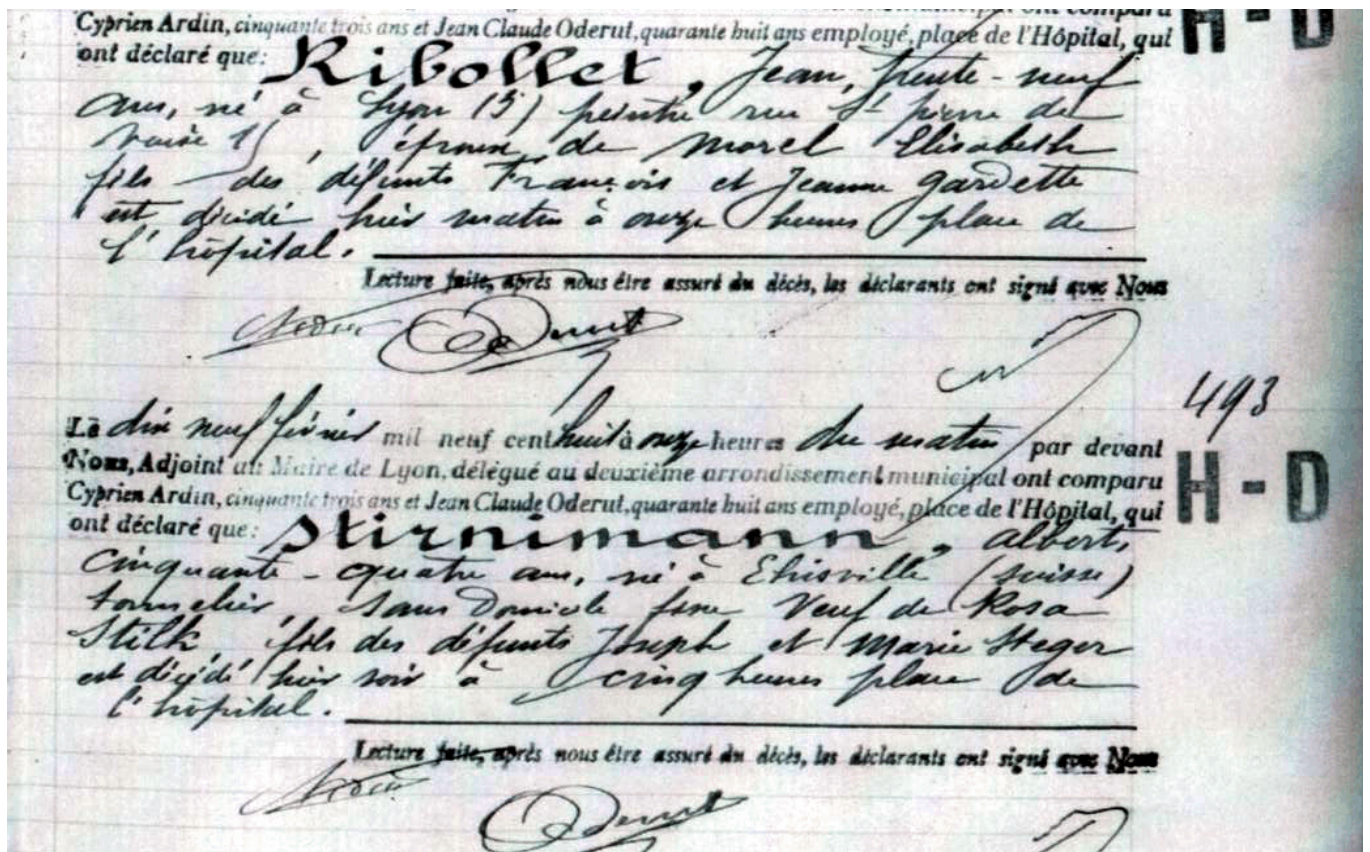 Cyprien Ardin, cinquante trois ans et Jean Claude Oderut, quarante huit ans employé, place de l'Hôpital, qui
H - D
ont déclaré que: Ribollet, Jean, trente-neuf
ans, né à Lyon (5) peintre rue St pierre de
Vaise 15, époux de Morel Elisabeth
fils des défunts François et Jeanne Gardette
est décédé hier matin à onze heures place de
l'hôpital.
Lecture faite, après nous être assuré du décès, les déclarants ont signé avec Nous
Ardin Oderut
493
Le dix neuf février mil neuf cent huit à onze heures du matin par devant
Nous, Adjoint au Maire de Lyon, délégué au deuxième arrondissement municipal ont comparu
H - D
Cyprien Ardin, cinquante trois ans et Jean Claude Oderut, quarante huit ans employé, place de l'Hôpital, qui
ont déclaré que: Stirnimann, Albert,
Cinquante-quatre ans, né à Ehisville (Suisse)
tonnelier, sans Domicile fixe Veuf de Rosa
Stilk, fils des défunts Joseph et Marie Steger
est décédé hier soir à cinq heures place de
l'hôpital.
Lecture faite, après nous être assuré du décès, les déclarants ont signé avec Nous
Ardin
Oderut